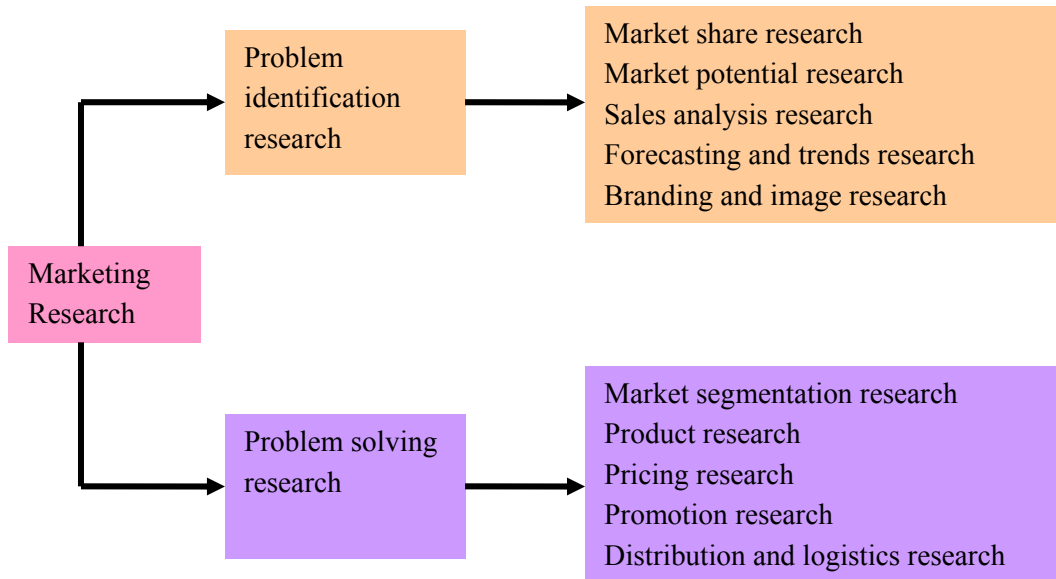 Marketing
Research
Problem
identification
research
Market share research
Market potential research
Sales analysis research
Forecasting and trends research
Branding and image research
Problem solving
research
Market segmentation research
Product research
Pricing research
Promotion research
Distribution and logistics research